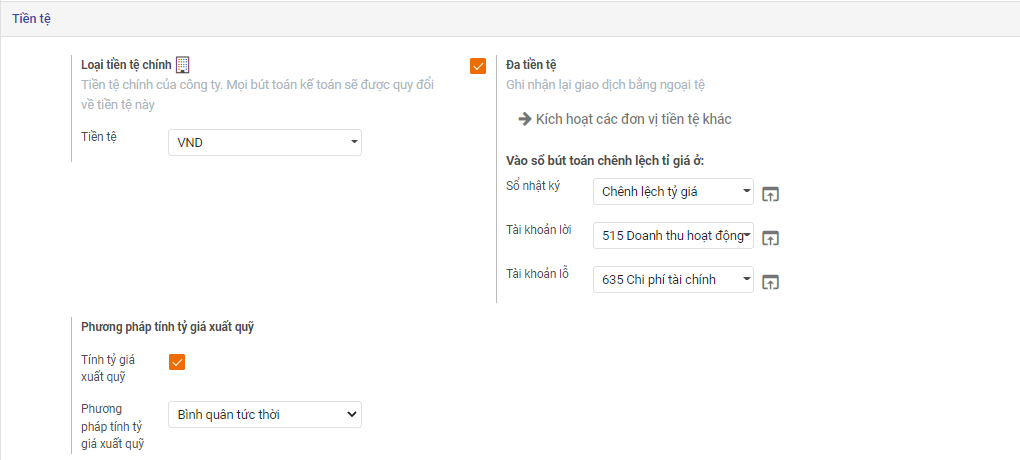 Tiền tệ
Loại tiền tệ chính
Tiền tệ chính của công ty. Mọi bút toán kế toán sẽ được quy đổi
về tiền tệ này
Tiền tệ
VND
Đa tiền tệ
Ghi nhận lại giao dịch bằng ngoại tệ
Kích hoạt các đơn vị tiền tệ khác
Vào sổ bút toán chênh lệch tỉ giá ở:
Sổ nhật ký
Chênh lệch tỷ giá
Tài khoản lời
515 Doanh thu hoạt động
Tài khoản lỗ
635 Chi phí tài chính
Phương pháp tính tỷ giá xuất quỹ
Tính tỷ giá
xuất quỹ
Phương
pháp tính tỷ
giá xuất quỹ
Bình quân tức thời